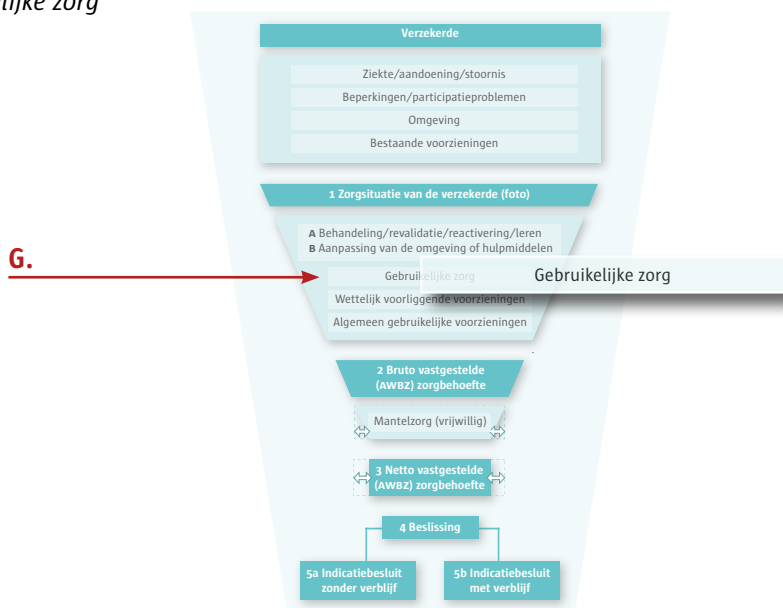 lijke zorg
Verzekerde
Ziekte/aandoening/stoornis
Beperkingen/participatieproblemen
Omgeving
Bestaande voorzieningen
1 Zorgsituatie van de verzekerde (foto)
A Behandeling/revalidatie/reactivering/leren
B Aanpassing van de omgeving of hulpmiddelen
G.
Gebruikelijke zorg
Gebruikelijke zorg
Wettelijk voorliggende voorzieningen
Algemeen gebruikelijke voorzieningen
2 Bruto vastgestelde
(AWBZ) zorgbehoefte
Mantelzorg (vrijwillig)
3 Netto vastgestelde
(AWBZ) zorgbehoefte
4 Beslissing
5a Indicatiebesluit
zonder verblijf
5b Indicatiebesluit
met verblijf